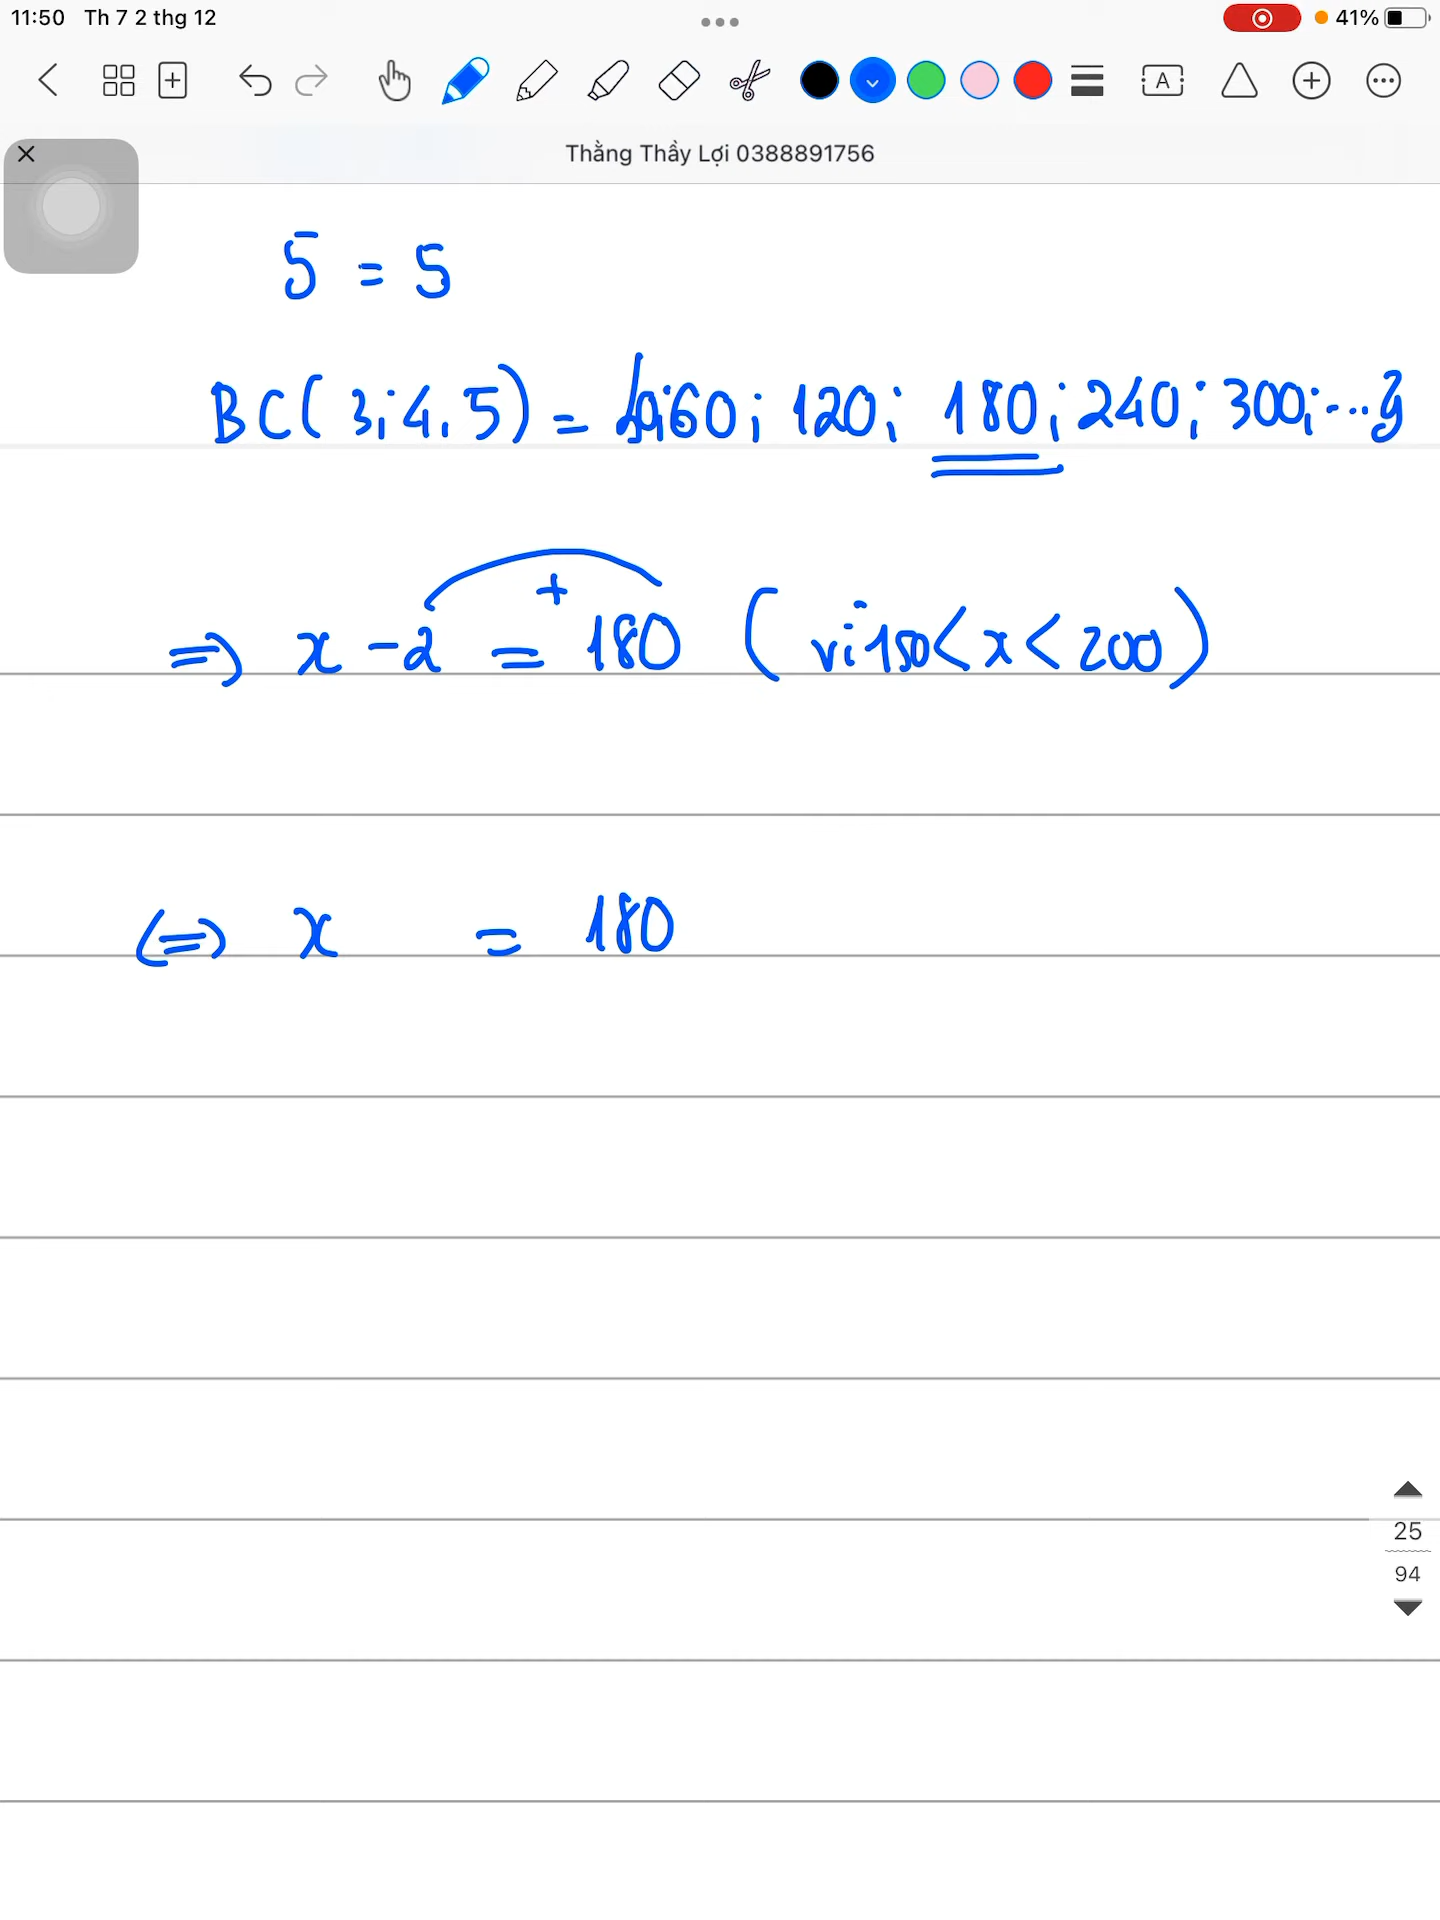 11:50 Th 7 2 thg 12 41%
A
Thằng Thầy Lợi 0388891756
5 = 5
BC( 3; 4, 5) = {0;60; 120; 180; 240; 300; ...}
=> x - 2 = 180 ( vì 150 < x < 200 )
+
<=> x = 180
25
94